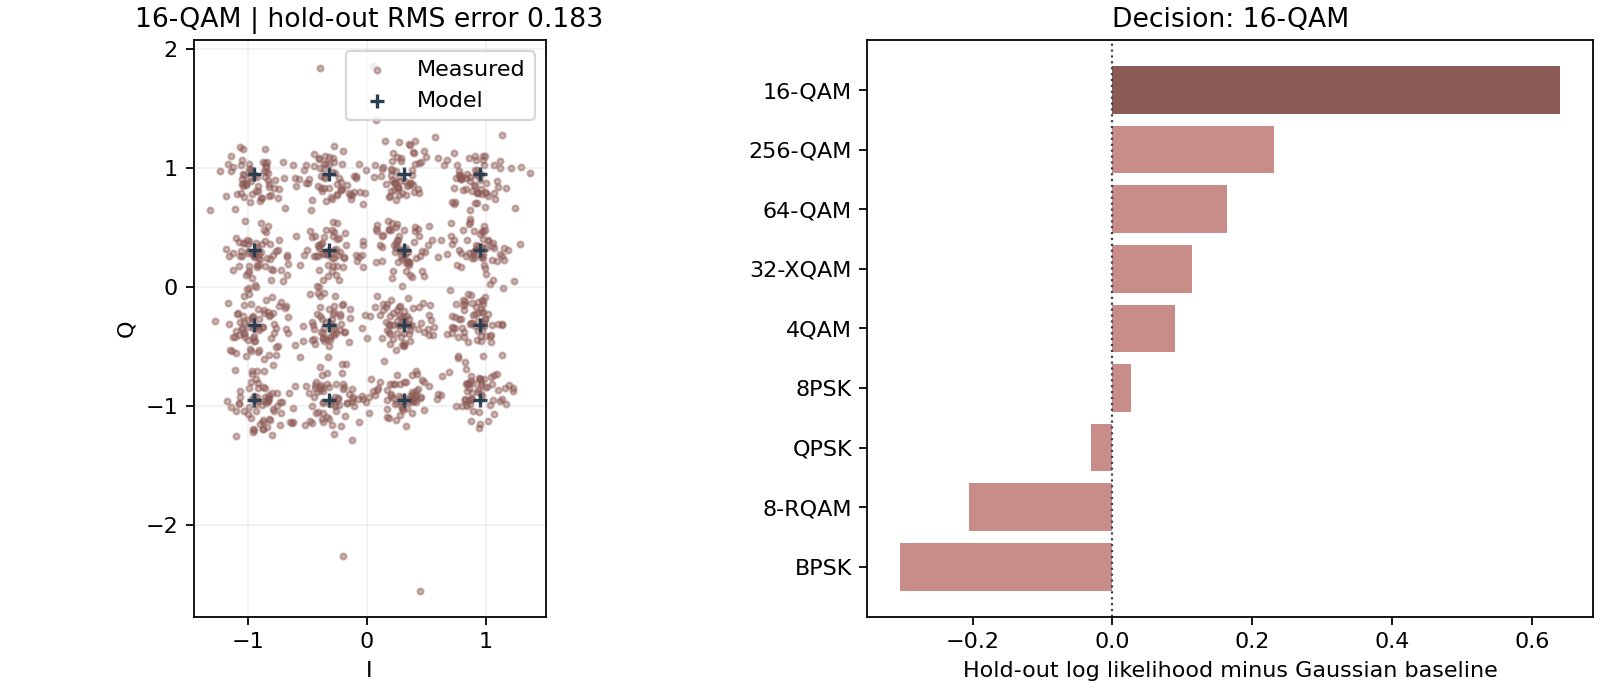 16-QAM | hold-out RMS error 0.183
2
1
0
−1
−2
−1
0
1
Q
I
Measured
Model
Decision: 16-QAM
16-QAM
256-QAM
64-QAM
32-XQAM
4QAM
8PSK
QPSK
8-RQAM
BPSK
−0.2
0.0
0.2
0.4
0.6
Hold-out log likelihood minus Gaussian baseline